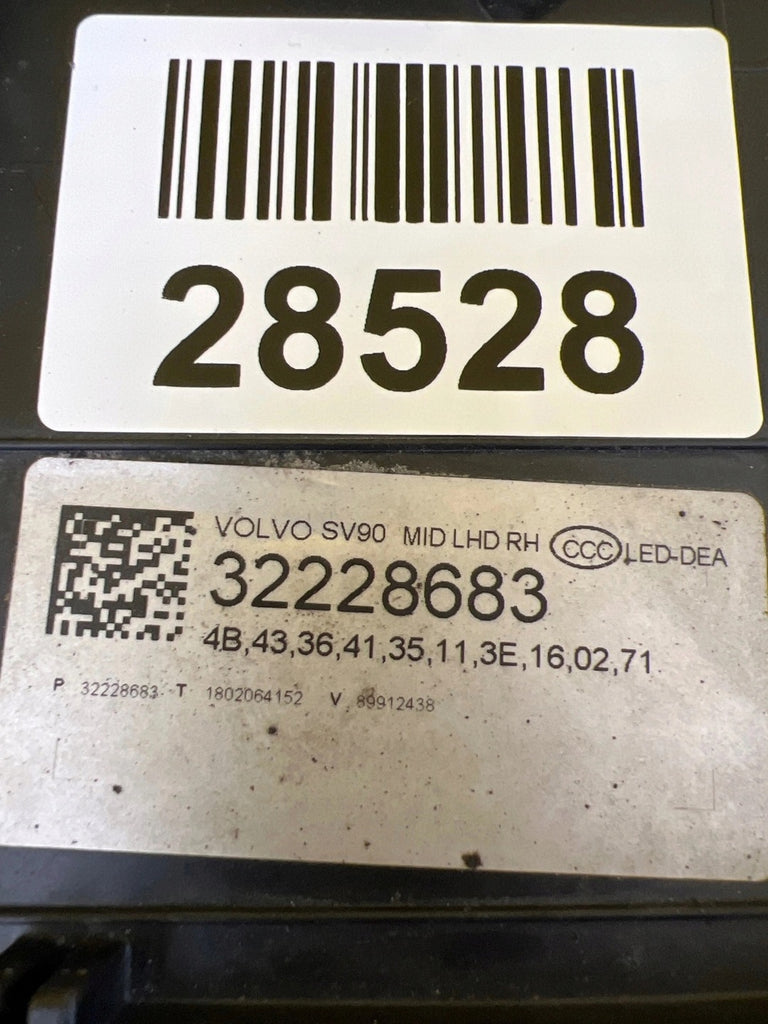 28528
VOLVO SV90 MID LHD RH CCC LED-DEA
32228683
4B,43,36,41,35,11,3E,16,02,71
P 32228683 T 1802064152 V 89912438